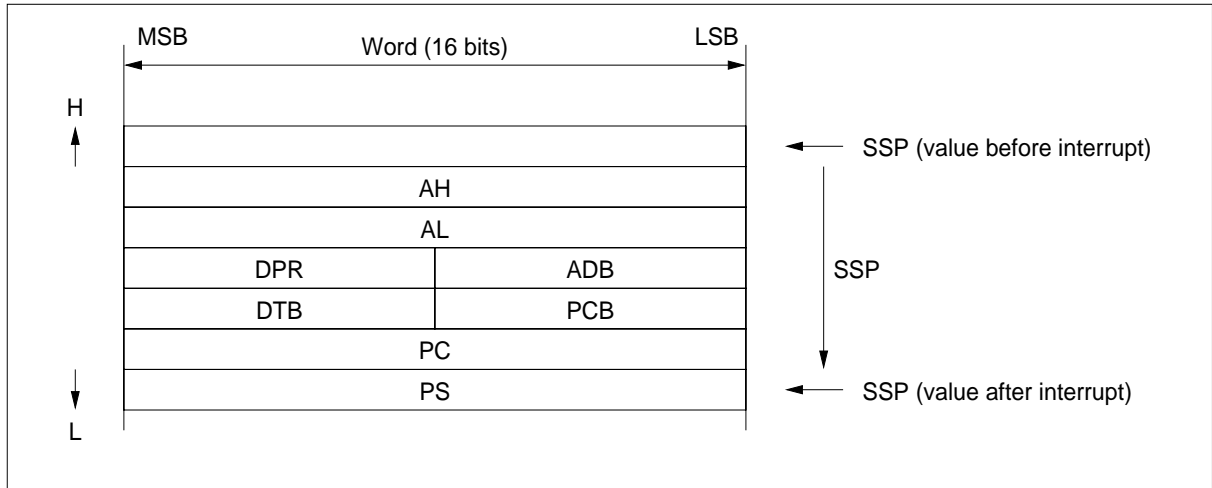 MSB LSB
Word (16 bits)
H
SSP (value before interrupt)
AH
AL
DPR ADB SSP
DTB PCB
PC
PS SSP (value after interrupt)
L